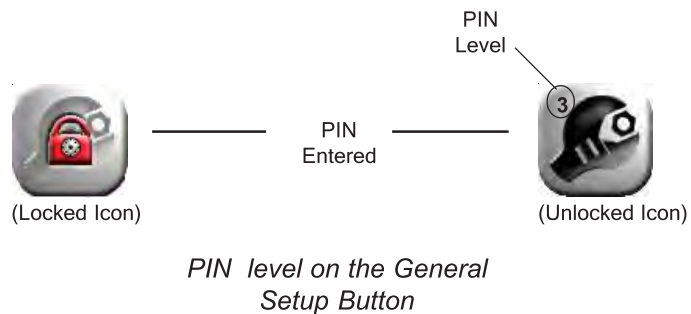 PIN
Level
3
PIN
Entered
(Locked Icon)
(Unlocked Icon)
PIN level on the General
Setup Button